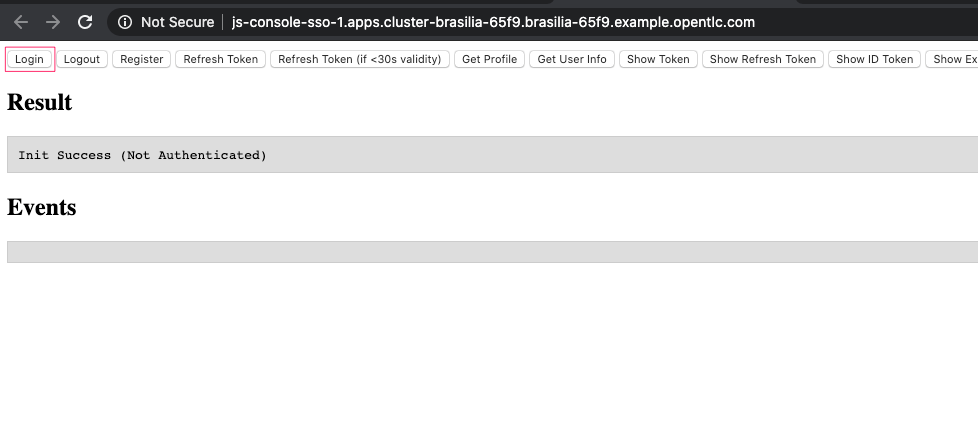 Not Secure js-console-sso-1.apps.cluster-brasilia-65f9.brasilia-65f9.example.opentlc.com
Login Logout Register Refresh Token Refresh Token (if <30s validity) Get Profile Get User Info Show Token Show Refresh Token Show ID Token Show Ex
Result
Init Success (Not Authenticated)
Events